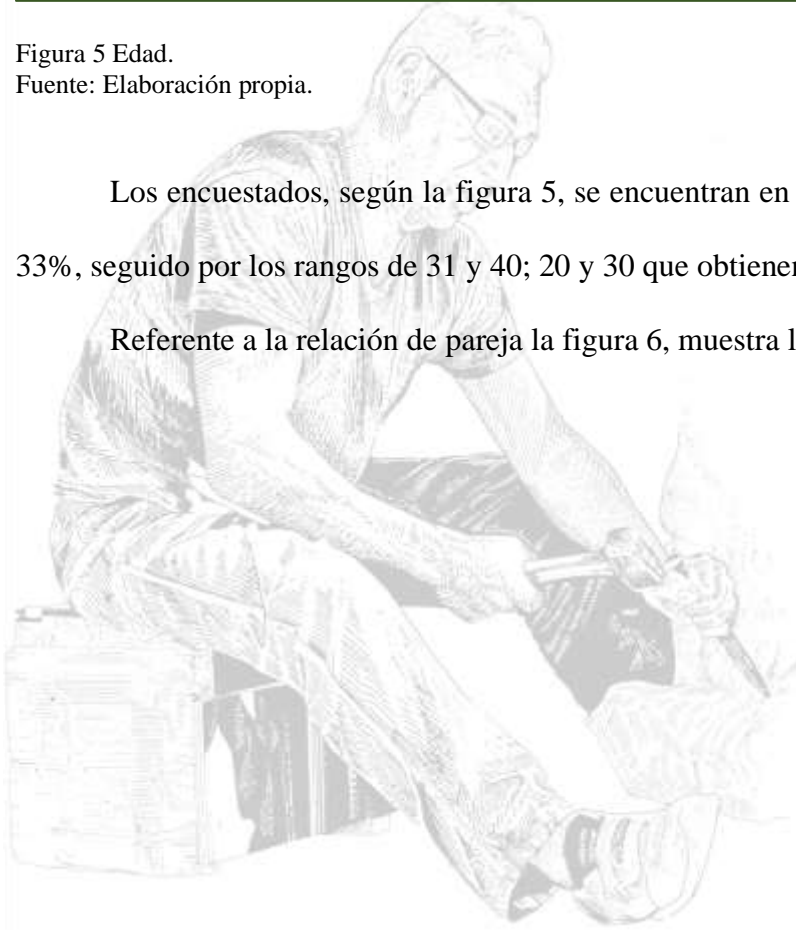 Figura 5 Edad.
Fuente: Elaboración propia.
Los encuestados, según la figura 5, se encuentran en
33%, seguido por los rangos de 31 y 40; 20 y 30 que
Referente a la relación de pareja la figura 6, muestra